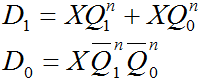 D₁ = XQ₁ⁿ + XQ₀ⁿ
D₀ = XQ̅₁ⁿQ̅₀ⁿ